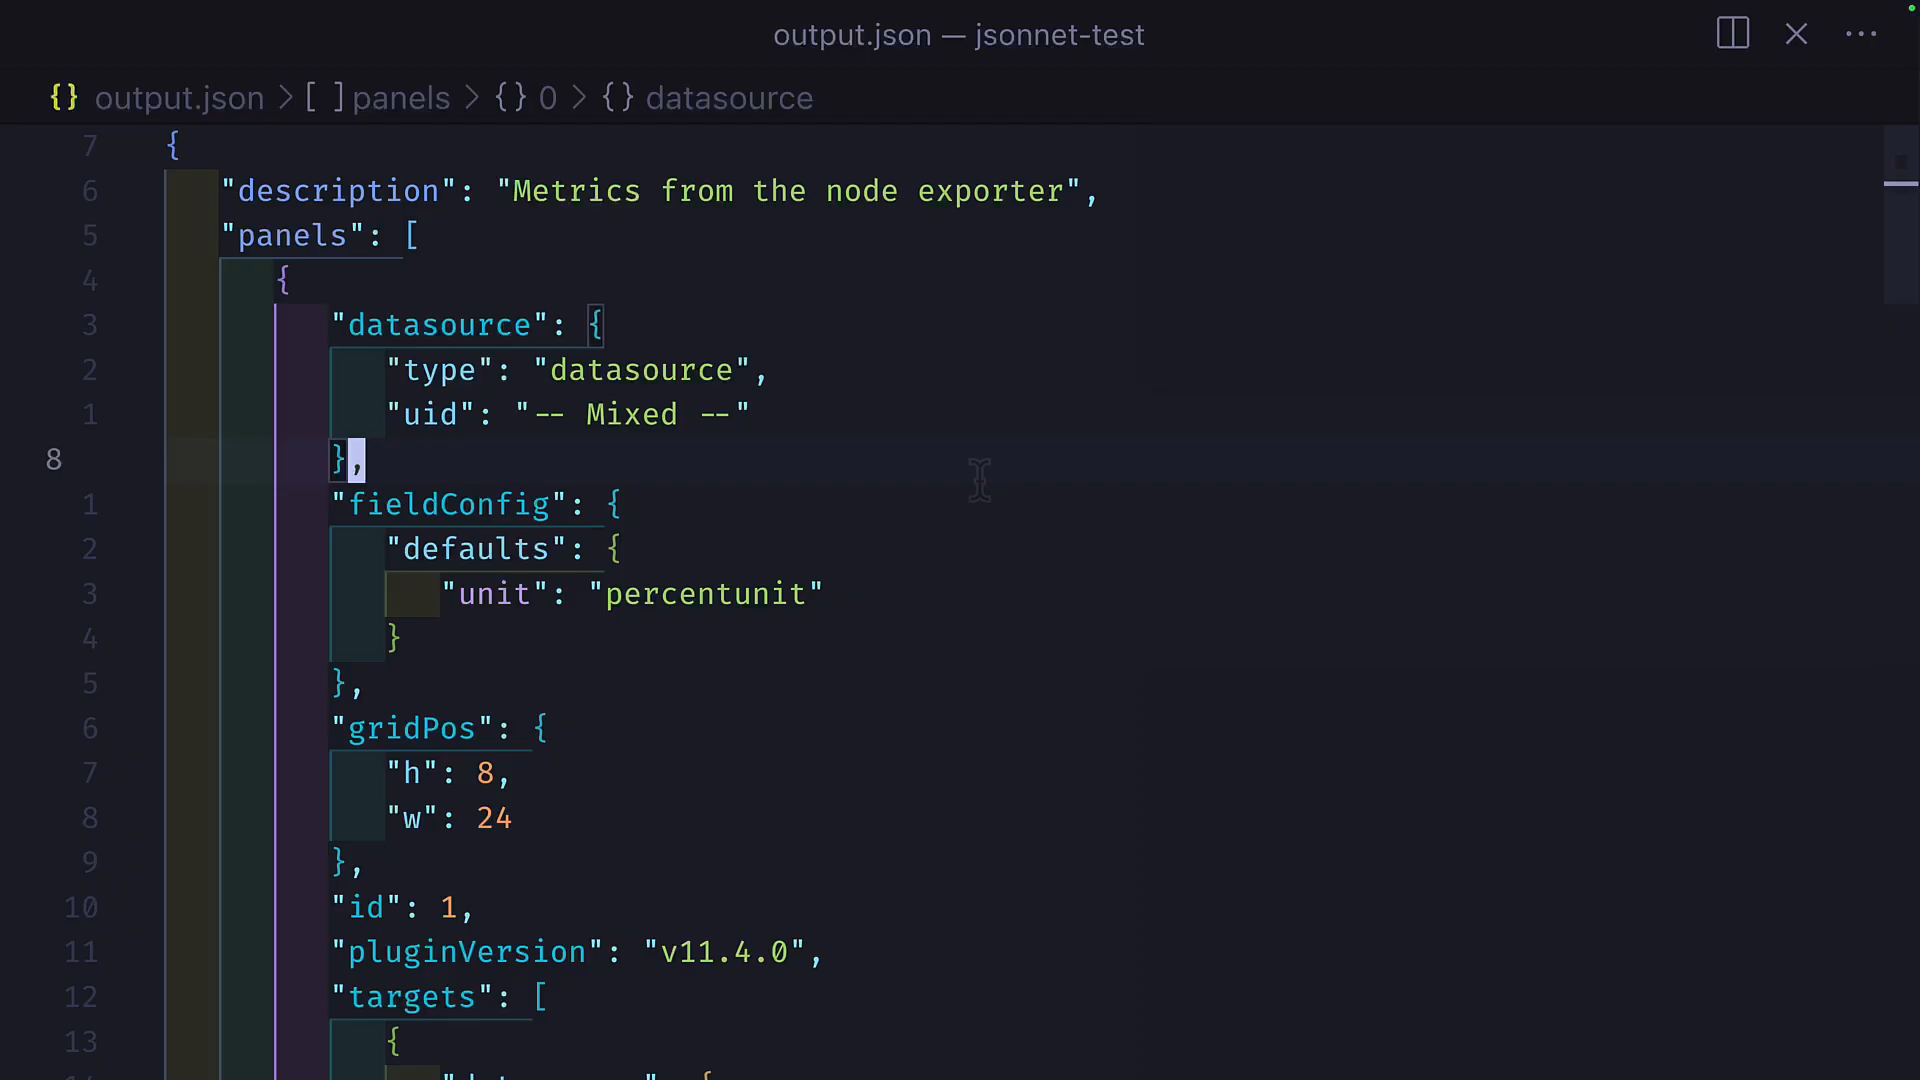 output.json — jsonnet-test
{} output.json > [ ] panels > {} 0 > {} datasource
7 {
6 "description": "Metrics from the node exporter",
5 "panels": [
4 {
3 "datasource": {
2 "type": "datasource",
1 "uid": "-- Mixed --"
8 },
1 "fieldConfig": {
2 "defaults": {
3 "unit": "percentunit"
4 }
5 },
6 "gridPos": {
7 "h": 8,
8 "w": 24
9 },
10 "id": 1,
11 "pluginVersion": "v11.4.0",
12 "targets": [
13 {